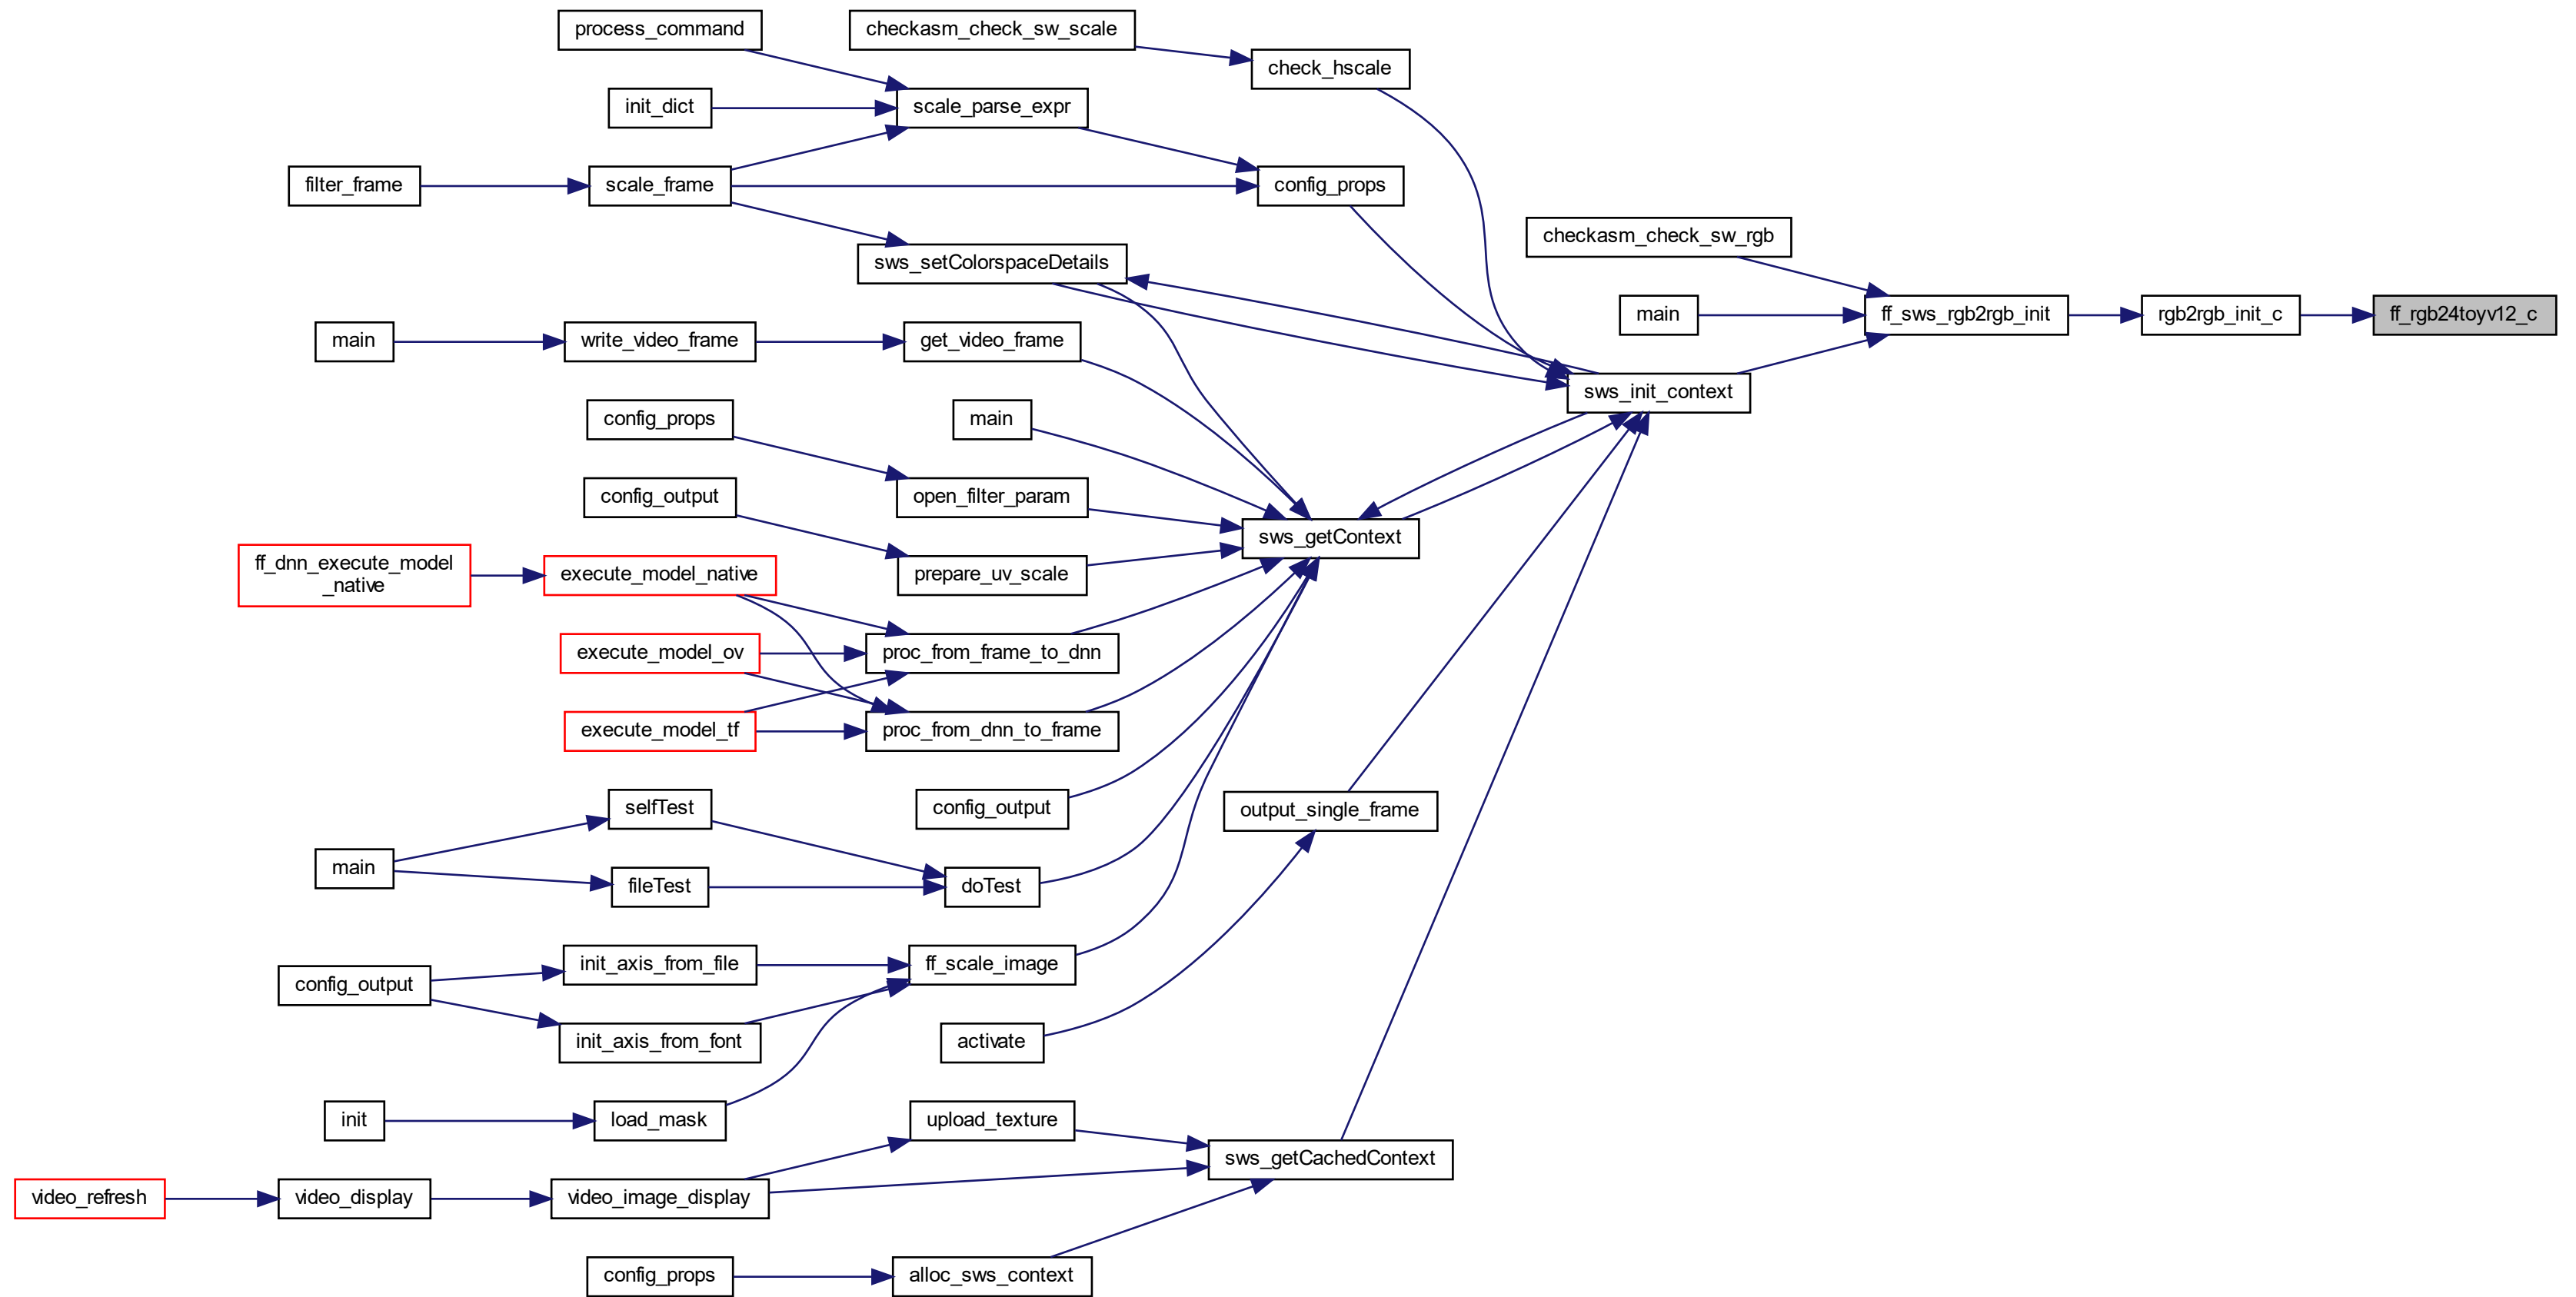 process_command
checkasm_check_sw_scale
check_hscale
init_dict
scale_parse_expr
filter_frame
scale_frame
config_props
checkasm_check_sw_rgb
sws_setColorspaceDetails
main
ff_sws_rgb2rgb_init
rgb2rgb_init_c
ff_rgb24toyv12_c
main
write_video_frame
get_video_frame
sws_init_context
config_props
main
config_output
open_filter_param
sws_getContext
ff_dnn_execute_model
_native
execute_model_native
prepare_uv_scale
execute_model_ov
proc_from_frame_to_dnn
execute_model_tf
proc_from_dnn_to_frame
selfTest
config_output
output_single_frame
main
fileTest
doTest
config_output
init_axis_from_file
ff_scale_image
init_axis_from_font
activate
init
load_mask
upload_texture
sws_getCachedContext
video_refresh
video_display
video_image_display
config_props
alloc_sws_context